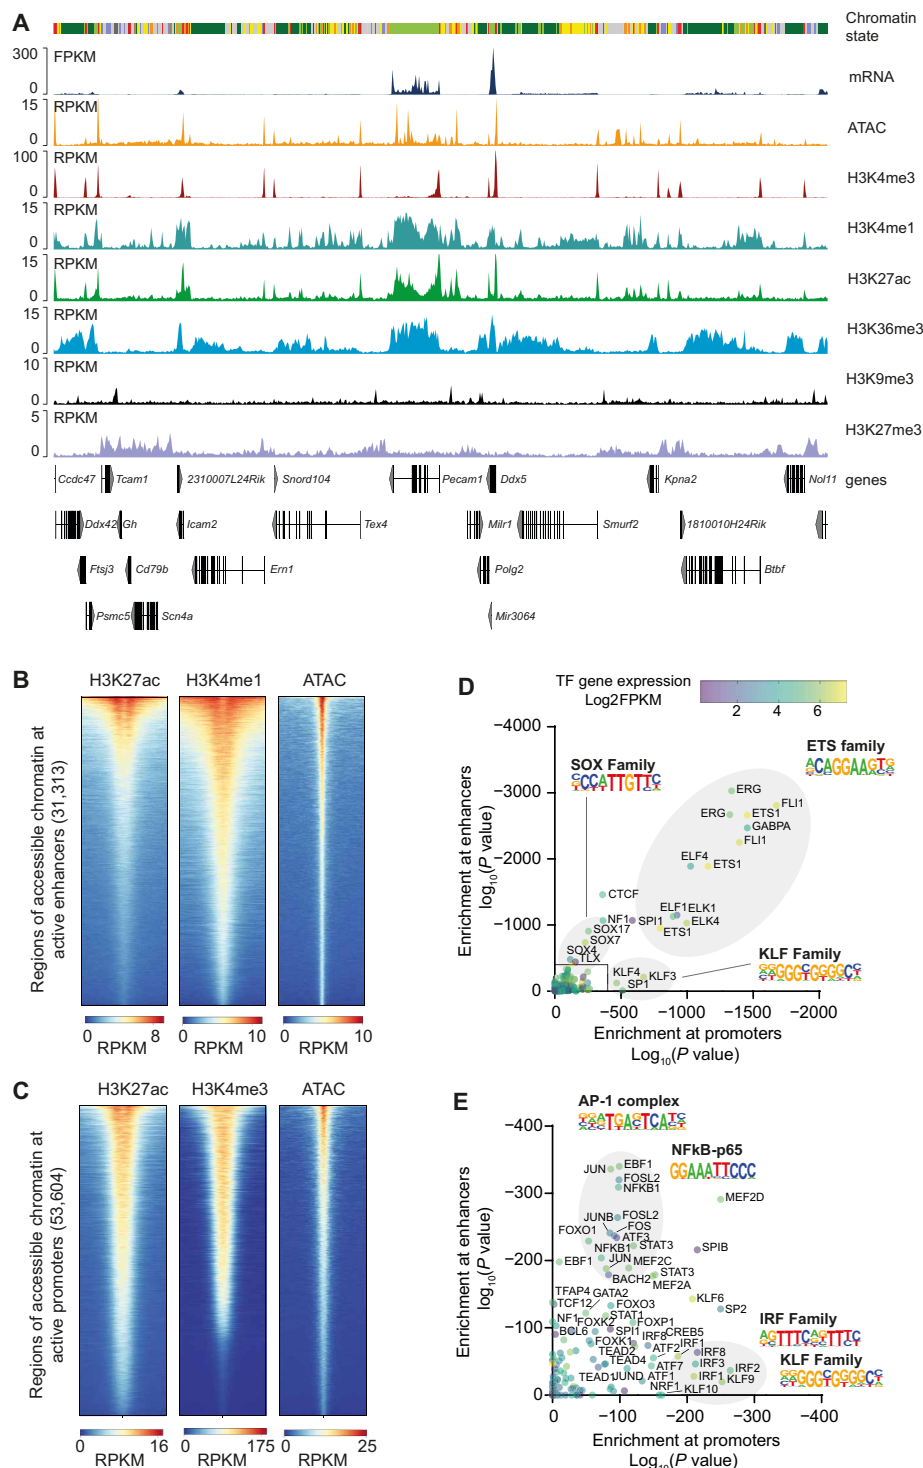 A
Chromatin
state
300
FPKM
0
mRNA
15
RPKM
0
ATAC
100
RPKM
0
H3K4me3
15
RPKM
0
H3K4me1
15
RPKM
0
H3K27ac
15
RPKM
0
H3K36me3
10
RPKM
0
H3K9me3
5
RPKM
0
H3K27me3
Ccdc47 Tcam1 2310007L24Rik Snord104 Pecam1 Ddx5 Kpna2 Nol11 genes
Ddx42 Gh Icam2 Tex4 Milr1 Smurf2 1810010H24Rik
Ftsj3 Cd79b Ern1 Polg2 Btbf
Psmc5 Scn4a Mir3064
B
H3K27ac H3K4me1 ATAC
Regions of accessible chromatin at
active enhancers (31,313)
0 8 0 10 0 10
RPKM RPKM RPKM
C
H3K27ac H3K4me3 ATAC
Regions of accessible chromatin at
active promoters (53,604)
0 16 0 175 0 25
RPKM RPKM RPKM
D
TF gene expression
Log2FPKM
2 4 6
−4000
−3000
−2000
−1000
0
Enrichment at enhancers
log10(P value)
SOX Family
CCATTGTTC
ETS family
ACAGGAAGTG
ERG
FLI1
ERG
ETS1
GABPA
FLI1
ELF4
ETS1
CTCF
NF1
SPI1
ELF1
ELK1
ELK4
ETS1
SOX17
SOX7
SOX4
TLX
KLF4
KLF3
SP1
KLF Family
GGGGTGGGGC
0 −500 −1000 −1500 −2000
Enrichment at promoters
Log10(P value)
E
AP-1 complex
TGACTCA
NFkB-p65
GGAAATTCCC
−400
−300
−200
−100
0
Enrichment at enhancers
log10(P value)
JUN
EBF1
FOSL2
NFKB1
MEF2D
JUNB
FOSL2
FOS
ATF3
FOXO1
NFKB1
STAT3
SPIB
EBF1
JUN
MEF2C
BACH2
STAT3
MEF2A
TFAP4
GATA2
KLF6
TCF12
FOXO3
SP2
NF1
STAT1
FOXK2
FOXP1
BCL6
SPI1
IRF8
CREB5
FOXK1
ATF2
IRF1
TEAD2
IRF8
TEAD4
ATF7
IRF3
IRF2
TEAD1
JUND
ATF1
IRF1
KLF9
NRF1
KLF10
IRF Family
AGTTTCAGTTTC
KLF Family
GGGGTGGGGC
0 −100 −200 −300 −400
Enrichment at promoters
Log10(P value)